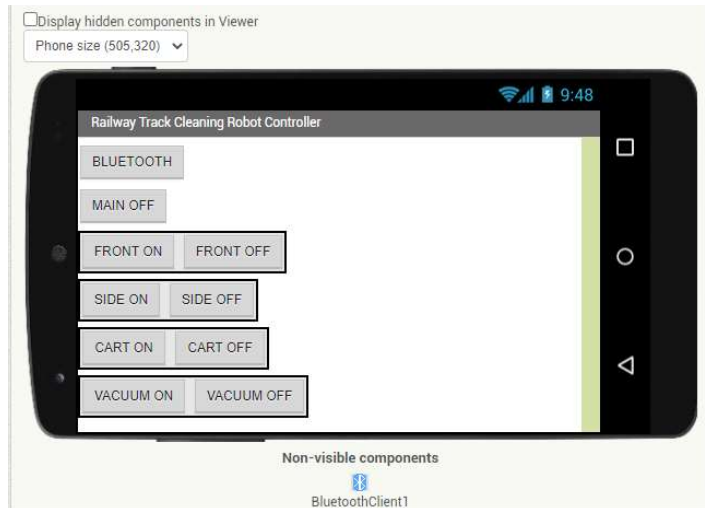 Display hidden components in Viewer
Phone size (505,320)
9:48
Railway Track Cleaning Robot Controller
BLUETOOTH
MAIN OFF
FRONT ON FRONT OFF
SIDE ON SIDE OFF
CART ON CART OFF
VACUUM ON VACUUM OFF
Non-visible components
BluetoothClient1